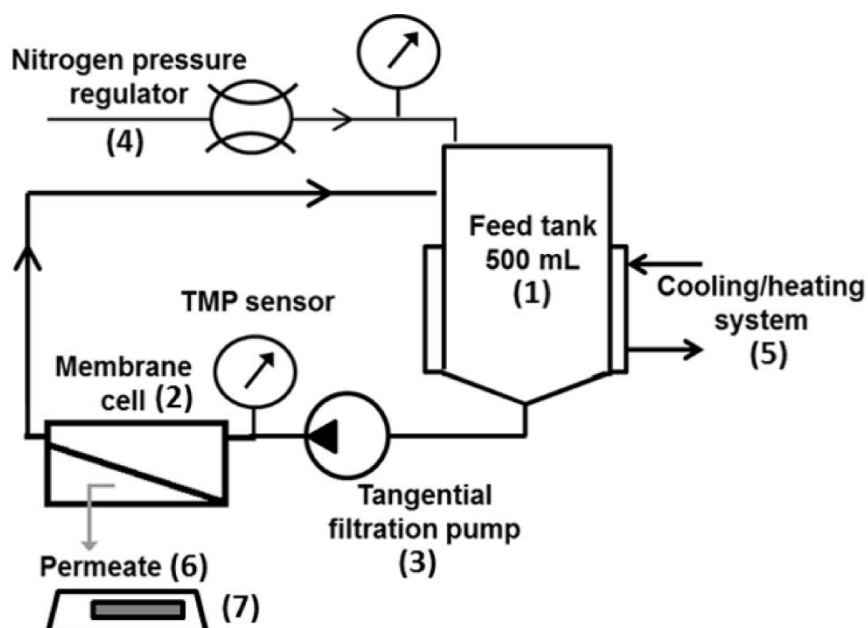 Nitrogen pressure
regulator
(4)
Feed tank
500 mL
(1)
Cooling/heating
system
(5)
TMP sensor
Membrane
cell (2)
Tangential
filtration pump
(3)
Permeate (6)
(7)